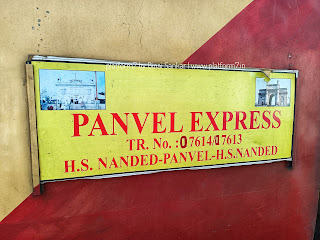 PANVEL EXPRESS
TR. No. :07614/07613
H.S. NANDED-PANVEL-H.S.NANDED